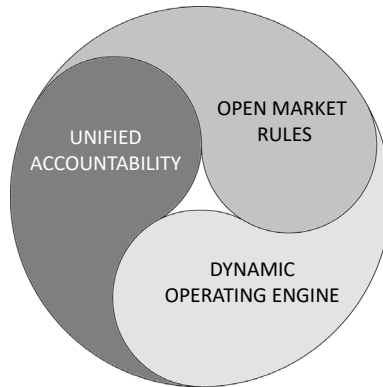 UNIFIED
ACCOUNTABILITY
OPEN MARKET
RULES
DYNAMIC
OPERATING ENGINE